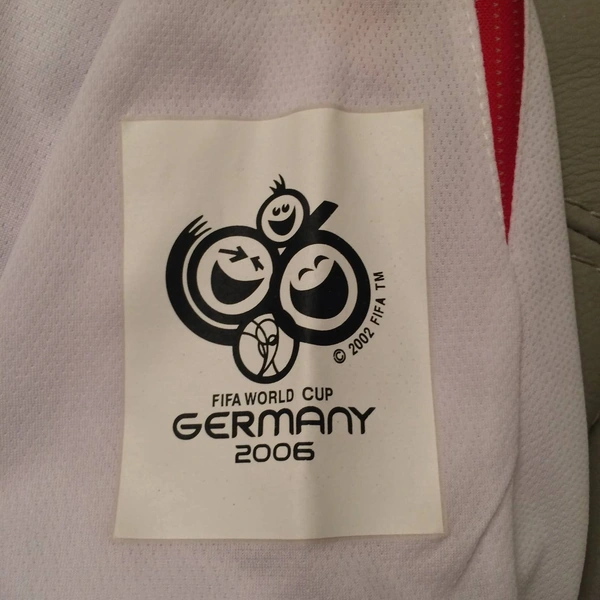 © 2002 FIFA TM
FIFA WORLD CUP
GERMANY
2006